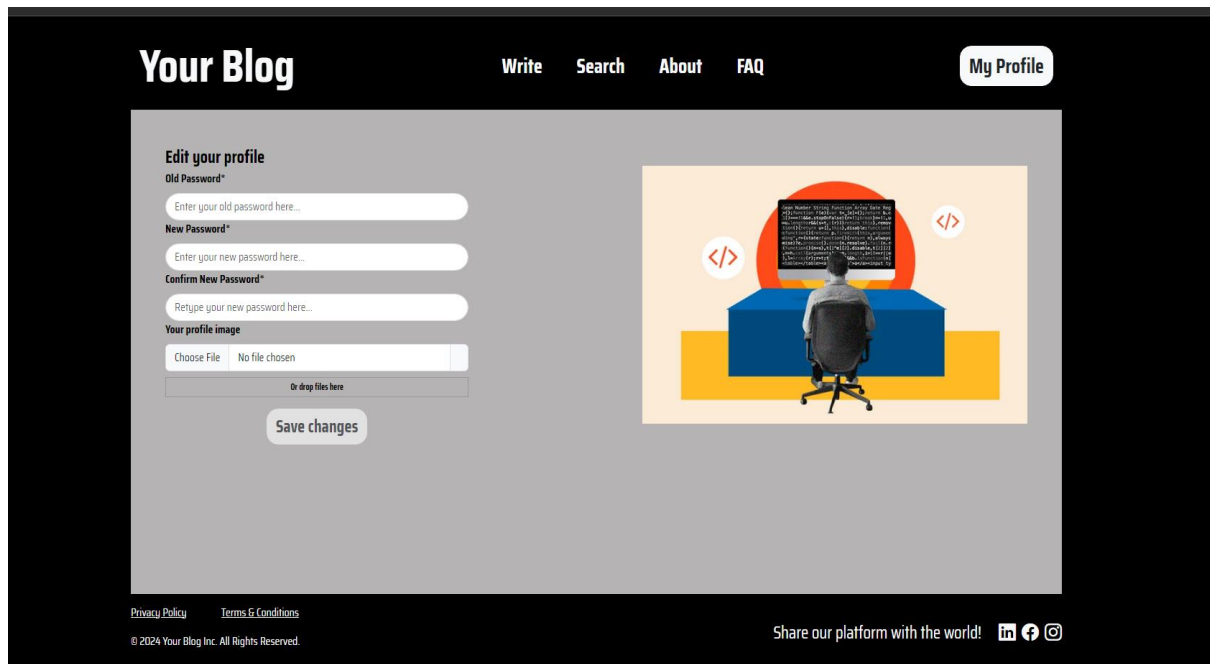 Your Blog
Write Search About FAQ
My Profile
Edit your profile
Old Password*
Enter your old password here...
New Password*
Enter your new password here...
Confirm New Password*
Retype your new password here...
Your profile image
Choose File No file chosen
Or drop files here
Save changes
</>
</>
Privacy Policy Terms & Conditions
© 2024 Your Blog Inc. All Rights Reserved.
Share our platform with the world!